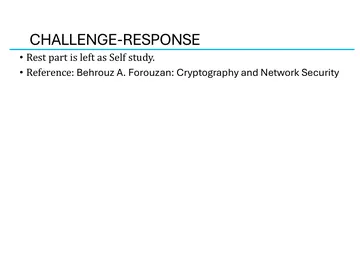 CHALLENGE-RESPONSE
• Rest part is left as Self study.
• Reference: Behrouz A. Forouzan: Cryptography and Network Security